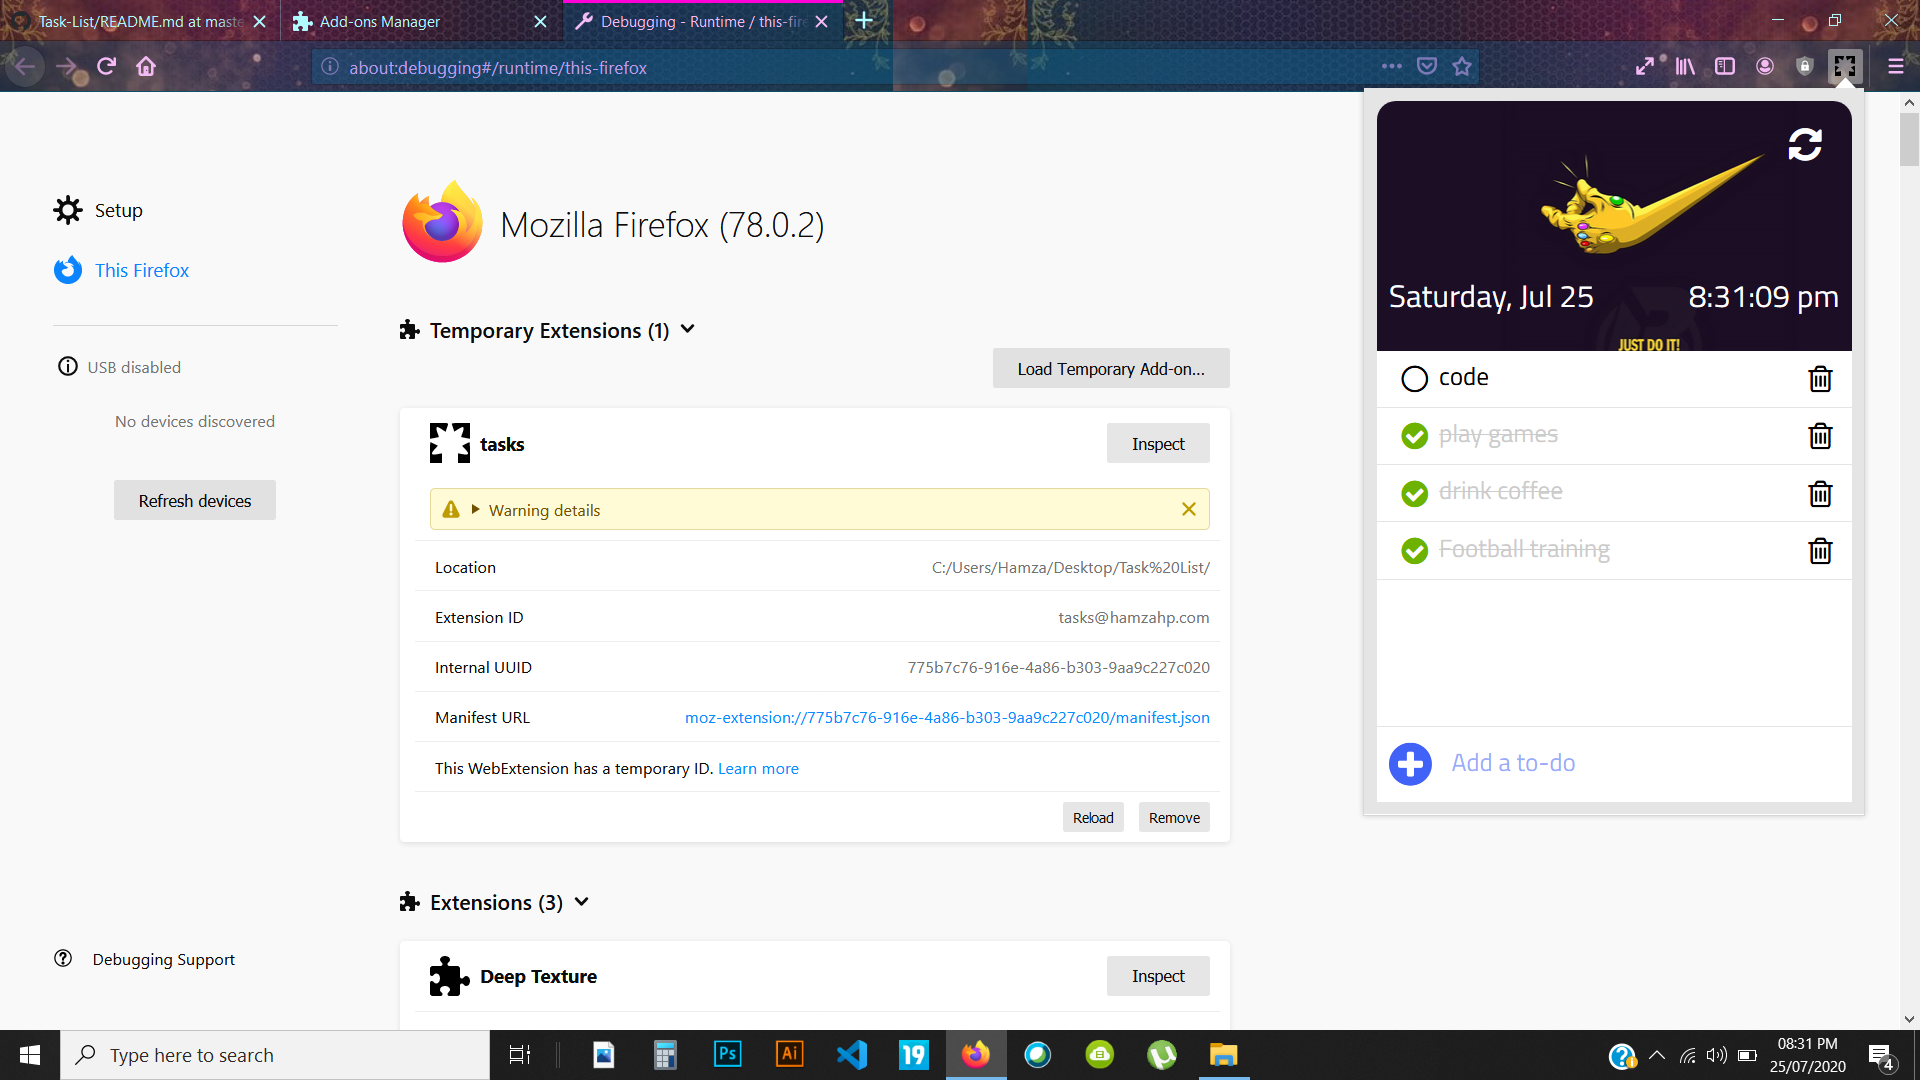 Task-List/README.md at maste
Add-ons Manager
Debugging - Runtime / this-fire
about:debugging#/runtime/this-firefox
Setup
This Firefox
USB disabled
No devices discovered
Refresh devices
Debugging Support
Mozilla Firefox (78.0.2)
Temporary Extensions (1)
Load Temporary Add-on...
tasks
Inspect
Warning details
Location
C:/Users/Hamza/Desktop/Task%20List/
Extension ID
tasks@hamzahp.com
Internal UUID
775b7c76-916e-4a86-b303-9aa9c227c020
Manifest URL
moz-extension://775b7c76-916e-4a86-b303-9aa9c227c020/manifest.json
This WebExtension has a temporary ID. Learn more
Reload
Remove
Extensions (3)
Deep Texture
Inspect
Saturday, Jul 25
8:31:09 pm
JUST DO IT!
code
play games
drink coffee
Football training
Add a to-do
Type here to search
Ps
Ai
19
08:31 PM
25/07/2020
4